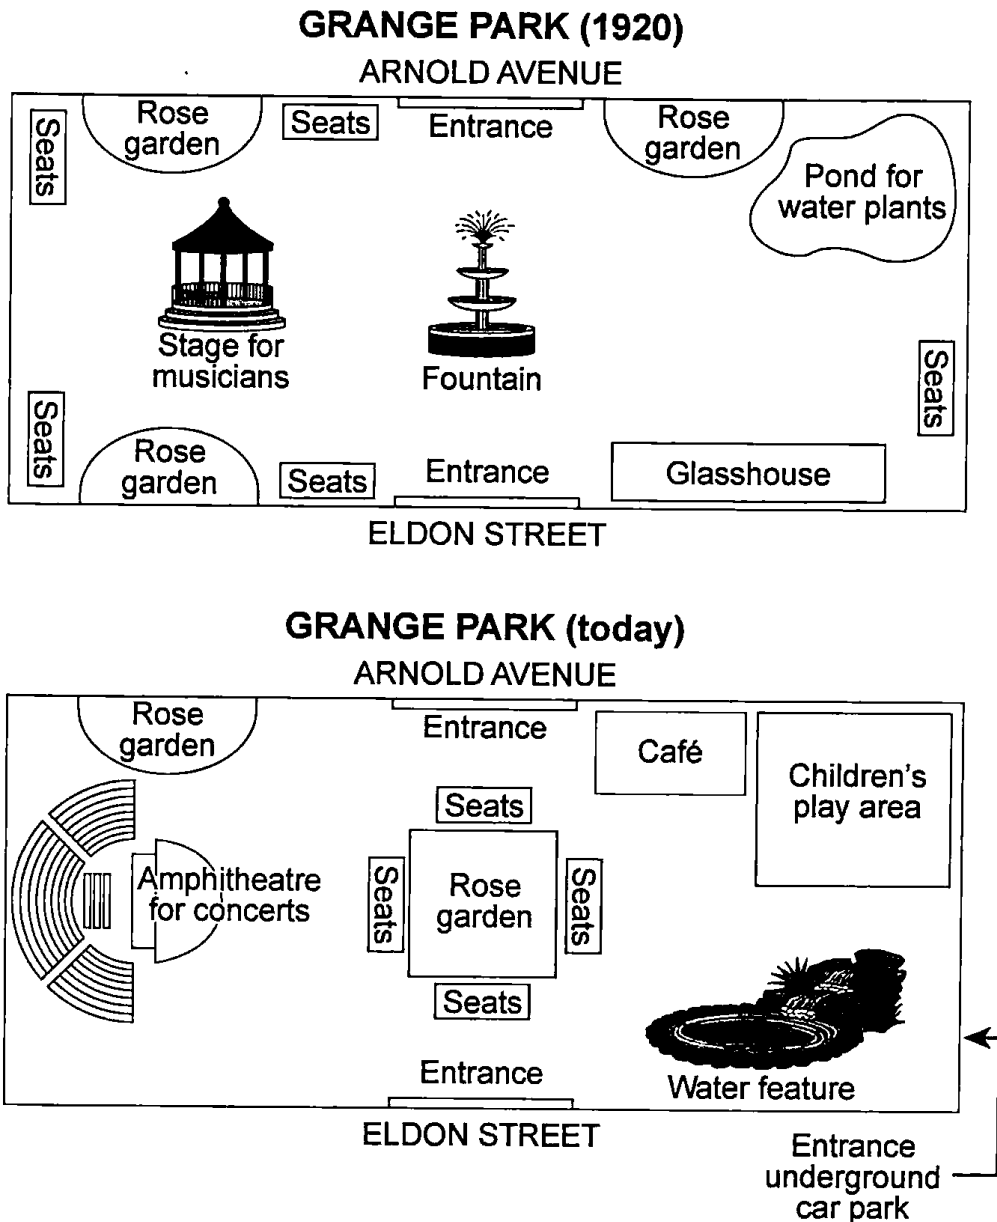 GRANGE PARK (1920)
ARNOLD AVENUE
Seats
Rose
garden
Seats
Entrance
Rose
garden
Pond for
water plants
Stage for
musicians
Fountain
Seats
Seats
Rose
garden
Seats
Entrance
Glasshouse
ELDON STREET
GRANGE PARK (today)
ARNOLD AVENUE
Rose
garden
Entrance
Café
Children's
play area
Seats
Amphitheatre
for concerts
Seats
Rose
garden
Seats
Seats
Entrance
Water feature
ELDON STREET
Entrance
underground
car park